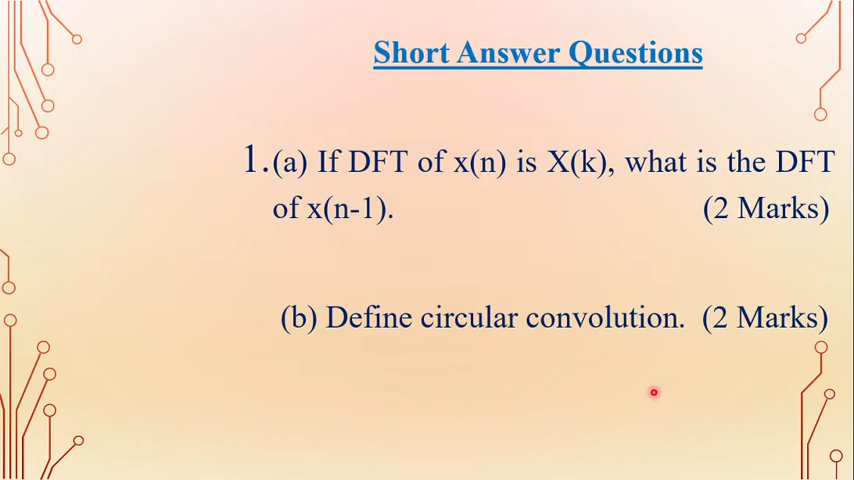 Short Answer Questions
1.(a) If DFT of x(n) is X(k), what is the DFT
of x(n-1). (2 Marks)
(b) Define circular convolution. (2 Marks)